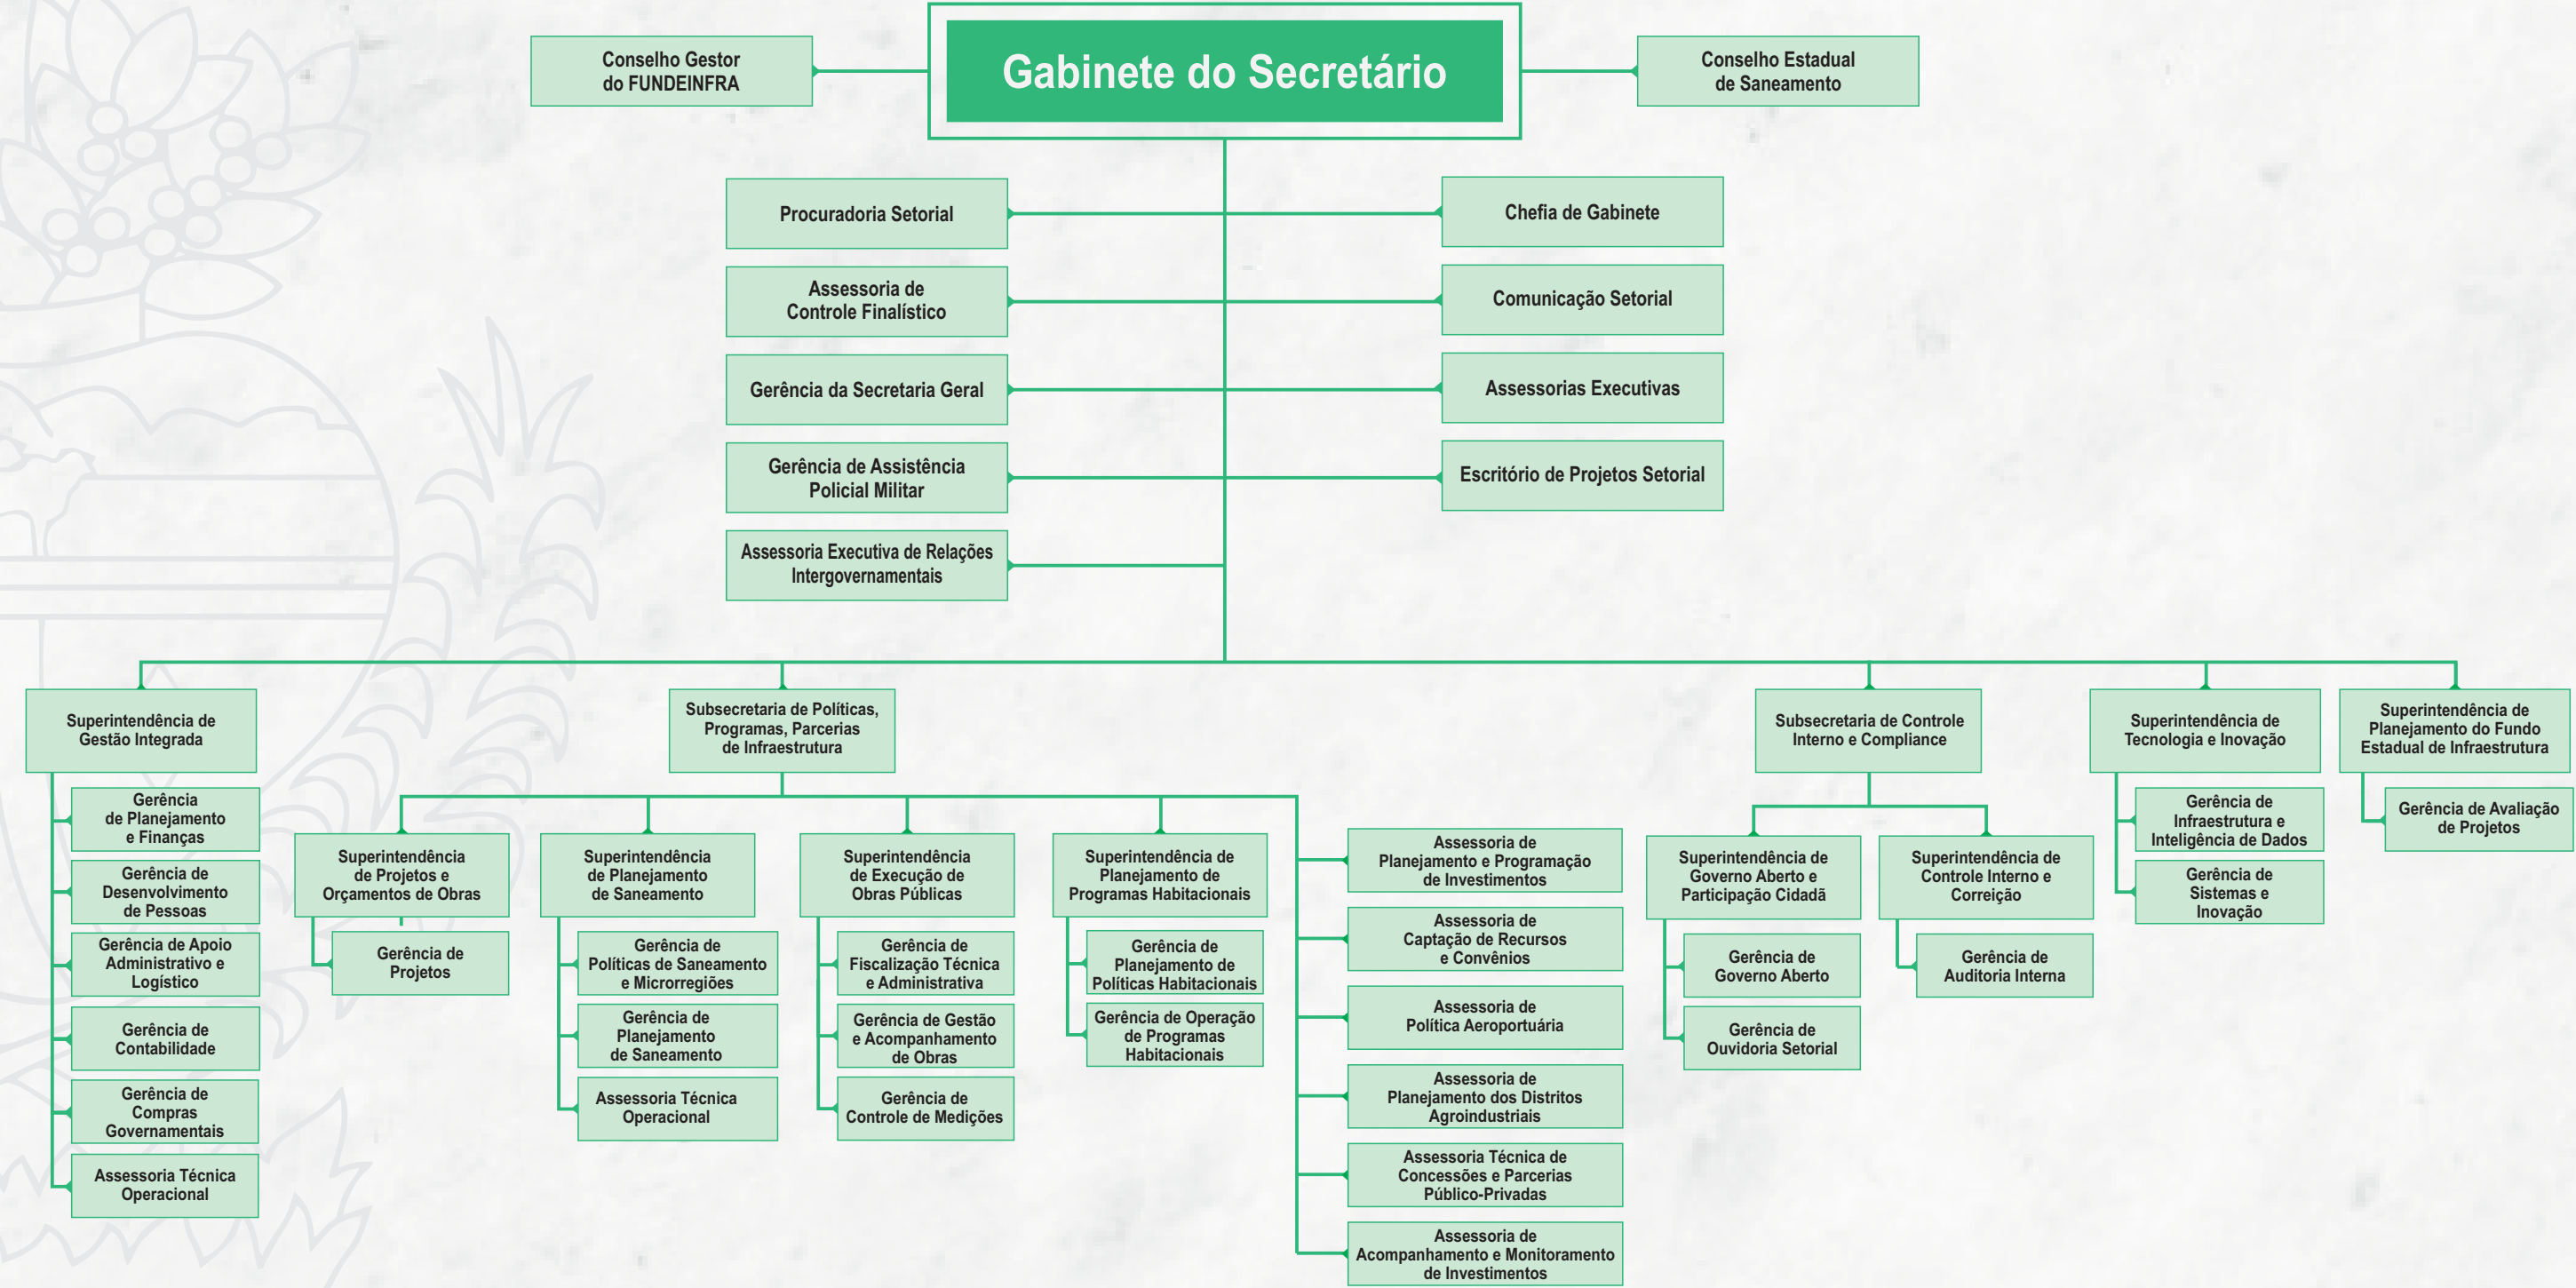 Conselho Gestor
do FUNDEINFRA
Gabinete do Secretário
Conselho Estadual
de Saneamento
Procuradoria Setorial
Chefia de Gabinete
Assessoria de
Controle Finalístico
Comunicação Setorial
Gerência da Secretaria Geral
Assessorias Executivas
Gerência de Assistência
Policial Militar
Escritório de Projetos Setorial
Assessoria Executiva de Relações
Intergovernamentais
Superintendência de
Gestão Integrada
Gerência
de Planejamento
e Finanças
Gerência de
Desenvolvimento
de Pessoas
Gerência de Apoio
Administrativo e
Logístico
Gerência de
Contabilidade
Gerência de
Compras
Governamentais
Assessoria Técnica
Operacional
Subsecretaria de Políticas,
Programas, Parcerias
de Infraestrutura
Superintendência
de Projetos e
Orçamentos de Obras
Gerência de
Projetos
Superintendência
de Planejamento
de Saneamento
Gerência de
Políticas de Saneamento
e Microrregiões
Gerência de
Planejamento
de Saneamento
Assessoria Técnica
Operacional
Superintendência
de Execução de
Obras Públicas
Gerência de
Fiscalização Técnica
e Administrativa
Gerência de Gestão
e Acompanhamento
de Obras
Gerência de
Controle de Medições
Superintendência de
Planejamento de
Programas Habitacionais
Gerência de
Planejamento de
Políticas Habitacionais
Gerência de Operação
de Programas
Habitacionais
Assessoria de
Planejamento e Programação
de Investimentos
Assessoria de
Captação de Recursos
e Convênios
Assessoria de
Política Aeroportuária
Assessoria de
Planejamento dos Distritos
Agroindustriais
Assessoria Técnica de
Concessões e Parcerias
Público-Privadas
Assessoria de
Acompanhamento e Monitoramento
de Investimentos
Subsecretaria de Controle
Interno e Compliance
Superintendência de
Governo Aberto e
Participação Cidadã
Gerência de
Governo Aberto
Gerência de
Ouvidoria Setorial
Superintendência de
Controle Interno e
Correição
Gerência de
Auditoria Interna
Superintendência de
Tecnologia e Inovação
Gerência de
Infraestrutura e
Inteligência de Dados
Gerência de
Sistemas e
Inovação
Superintendência de
Planejamento do Fundo
Estadual de Infraestrutura
Gerência de Avaliação
de Projetos